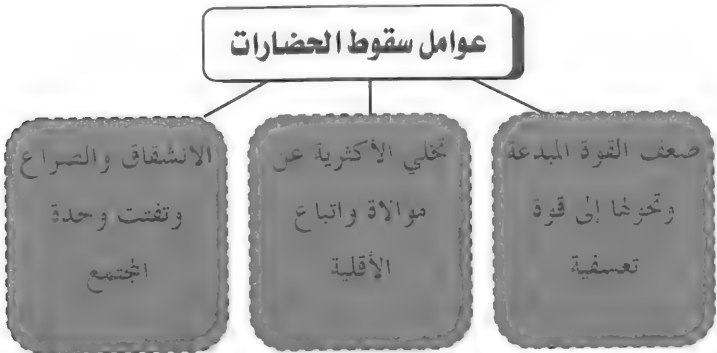 عوامل سقوط الحضارات
ضعف القوة المبدعة
وتحولها إلى قوة
تعسفية
تخلي الأكثرية عن
موالاة واتباع
الأقلية
الانشقاق والصراع
وتفتت وحدة
المجتمع